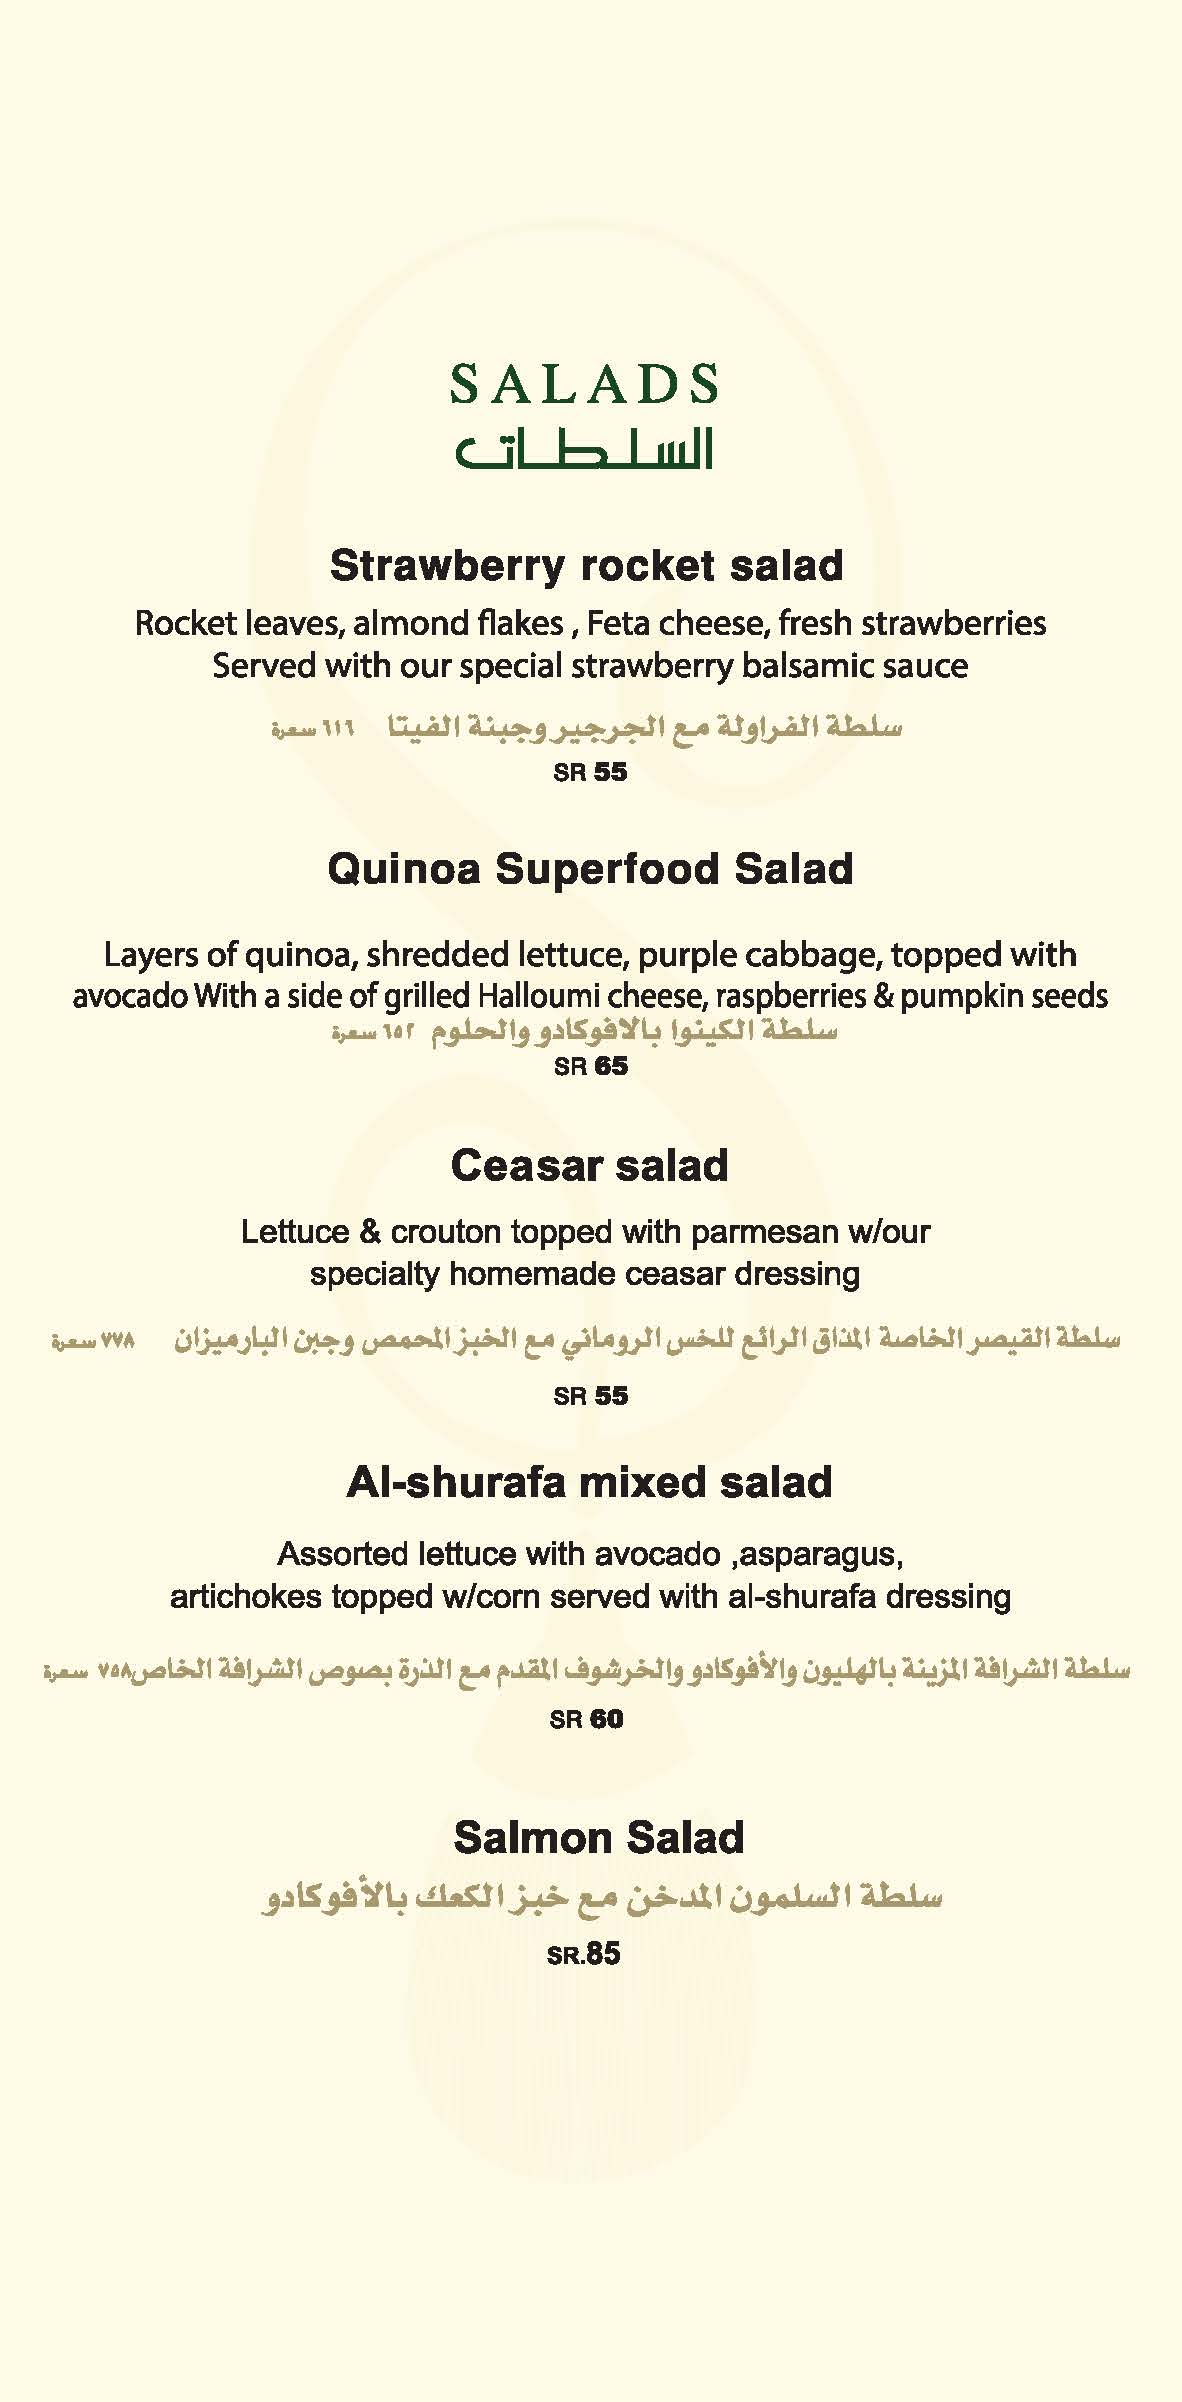 SALADS
السلطات
Strawberry rocket salad
Rocket leaves, almond flakes , Feta cheese, fresh strawberries
Served with our special strawberry balsamic sauce
سلطة الفراولة مع الجرجير وجبنة الفيتا ٦١٦ سعرة
SR 55
Quinoa Superfood Salad
Layers of quinoa, shredded lettuce, purple cabbage, topped with
avocado With a side of grilled Halloumi cheese, raspberries & pumpkin seeds
سلطة الكينوا بالافوكادو والحلوم ٦٥٢ سعرة
SR 65
Ceasar salad
Lettuce & crouton topped with parmesan w/our
specialty homemade ceasar dressing
سلطة القيصر الخاصة المذاق الرائع للخس الروماني مع الخبز المحمص وجبن البارميزان ٧٧٨ سعرة
SR 55
Al-shurafa mixed salad
Assorted lettuce with avocado ,asparagus,
artichokes topped w/corn served with al-shurafa dressing
سلطة الشرافة المزينة بالهليون والأفوكادو والخرشوف المقدم مع الذرة بصوص الشرافة الخاص٧٥٨ سعرة
SR 60
Salmon Salad
سلطة السلمون المدخن مع خبز الكعك بالأفوكادو
SR.85